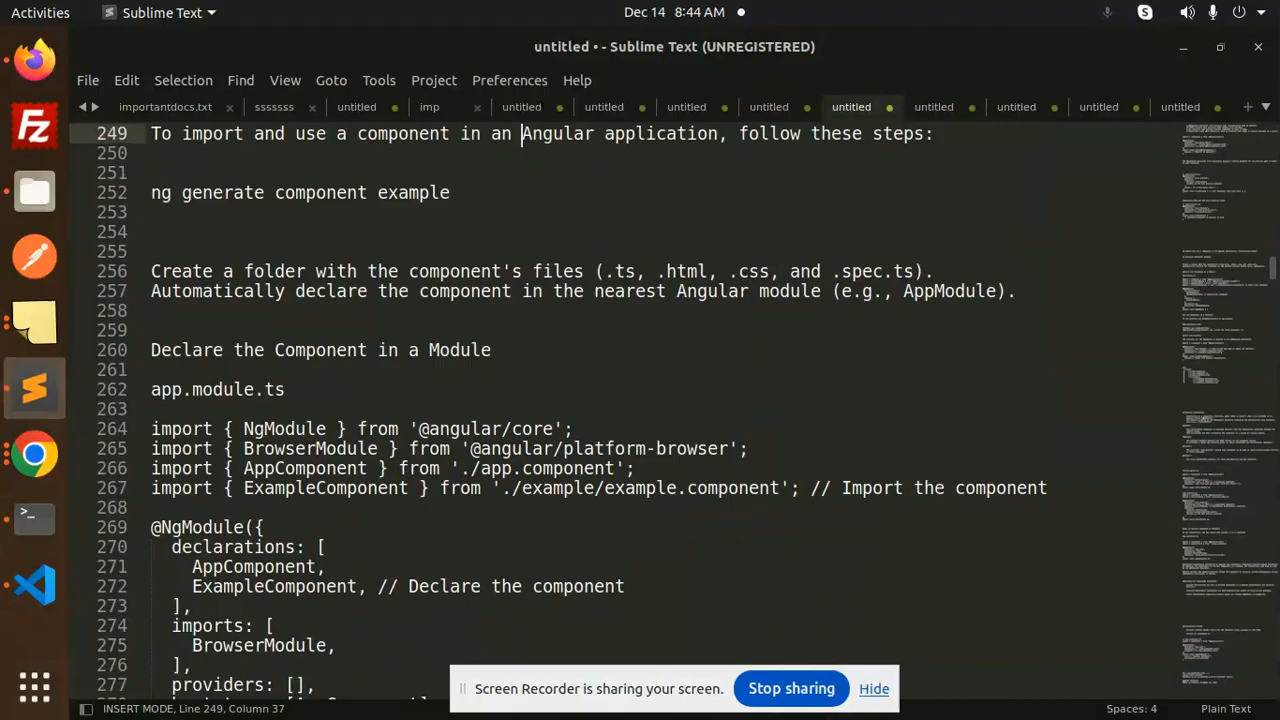 Activities
Sublime Text
Dec 14 8:44 AM
untitled • - Sublime Text (UNREGISTERED)
File Edit Selection Find View Goto Tools Project Preferences Help
importantdocs.txt sssssss untitled imp untitled untitled untitled untitled untitled untitled untitled untitled untitled
249 To import and use a component in an Angular application, follow these steps:
250
251
252 ng generate component example
253
254
255
256 Create a folder with the component files (.ts, .html, .css, and .spec.ts).
257 Automatically declare the component in the nearest Angular module (e.g., AppModule).
258
259
260 Declare the Component in a Module
261
262 app.module.ts
263
264 import { NgModule } from '@angular/core';
265 import { BrowserModule } from '@angular/platform-browser';
266 import { AppComponent } from './app.component';
267 import { ExampleComponent } from './example/example.component'; // Import the component
268
269 @NgModule({
270 declarations: [
271 AppComponent,
272 ExampleComponent, // Declare the component
273 ],
274 imports: [
275 BrowserModule,
276 ],
277 providers: [],
Screen Recorder is sharing your screen.
Stop sharing
Hide
INSERT MODE, Line 249, Column 37
Spaces: 4
Plain Text